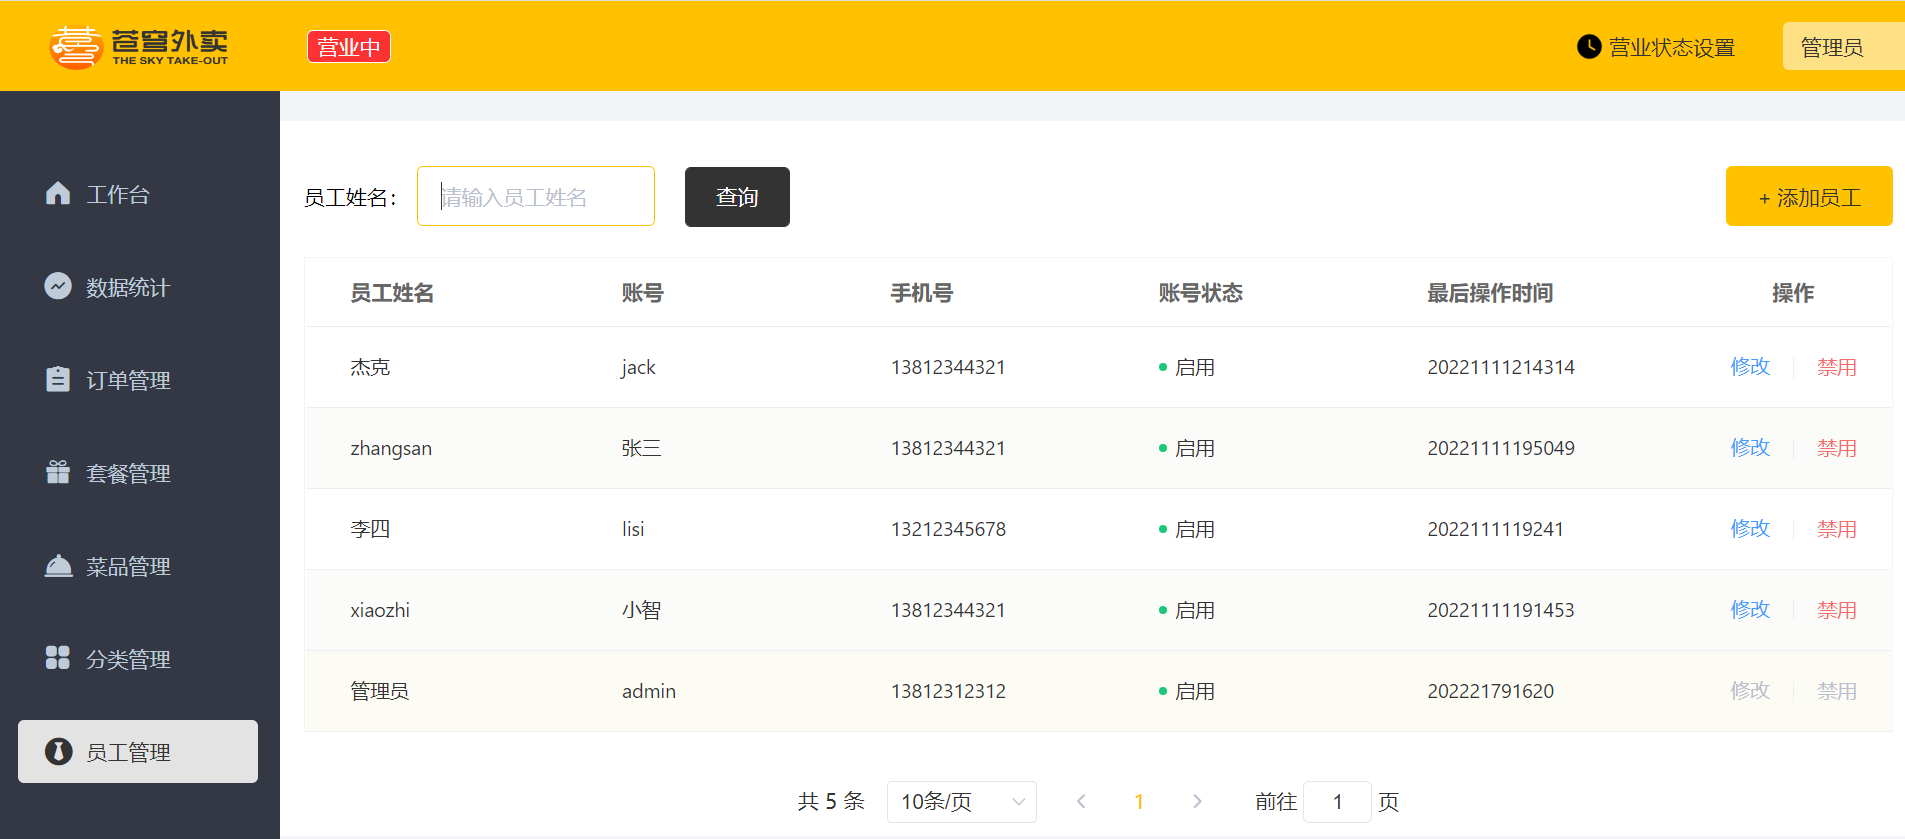 苍穹外卖
THE SKY TAKE-OUT
营业中
营业状态设置
管理员
工作台
数据统计
订单管理
套餐管理
菜品管理
分类管理
员工管理
员工姓名: 请输入员工姓名 查询 + 添加员工
员工姓名 账号 手机号 账号状态 最后操作时间 操作
杰克 jack 13812344321 启用 20221111214314 修改 禁用
zhangsan 张三 13812344321 启用 20221111195049 修改 禁用
李四 lisi 13212345678 启用 2022111119241 修改 禁用
xiaozhi 小智 13812344321 启用 20221111191453 修改 禁用
管理员 admin 13812312312 启用 202221791620 修改 禁用
共 5 条 10条/页 1 前往 1 页